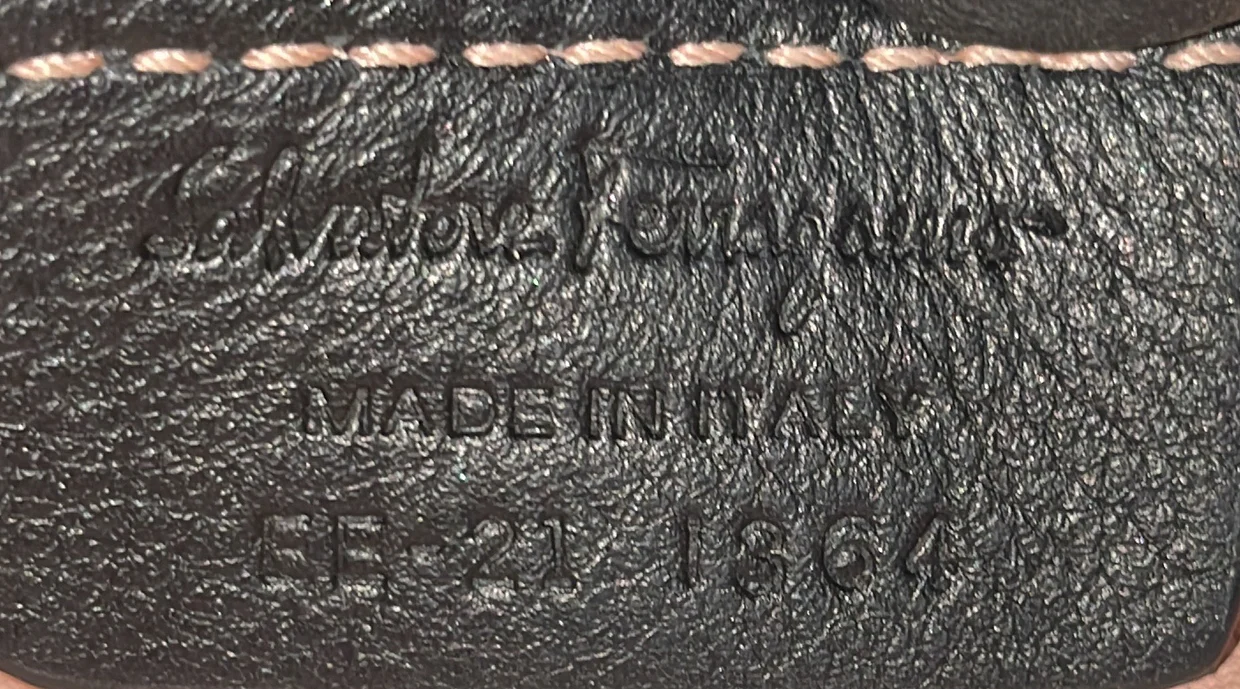 Salvatore Ferragamo
MADE IN ITALY
EE-21 1864